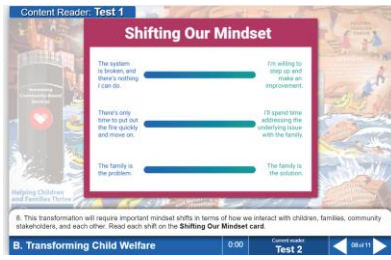 Content Reader: Test 1
Shifting Our Mindset
The system
is broken, and
there's nothing
I can do.
I'm willing to
step up and
make an
improvement.
There's only
time to put out
the fire quickly
and move on.
I'll spend time
addressing the
underlying issue
with the family.
The family is
the problem.
The family is
the solution.
Helping Children
and Families Thrive
8. This transformation will require important mindset shifts in terms of how we interact with children, families, community
stakeholders, and each other. Read each shift on the Shifting Our Mindset card.
B. Transforming Child Welfare
0:00
Current reader:
Test 2
08 of 11